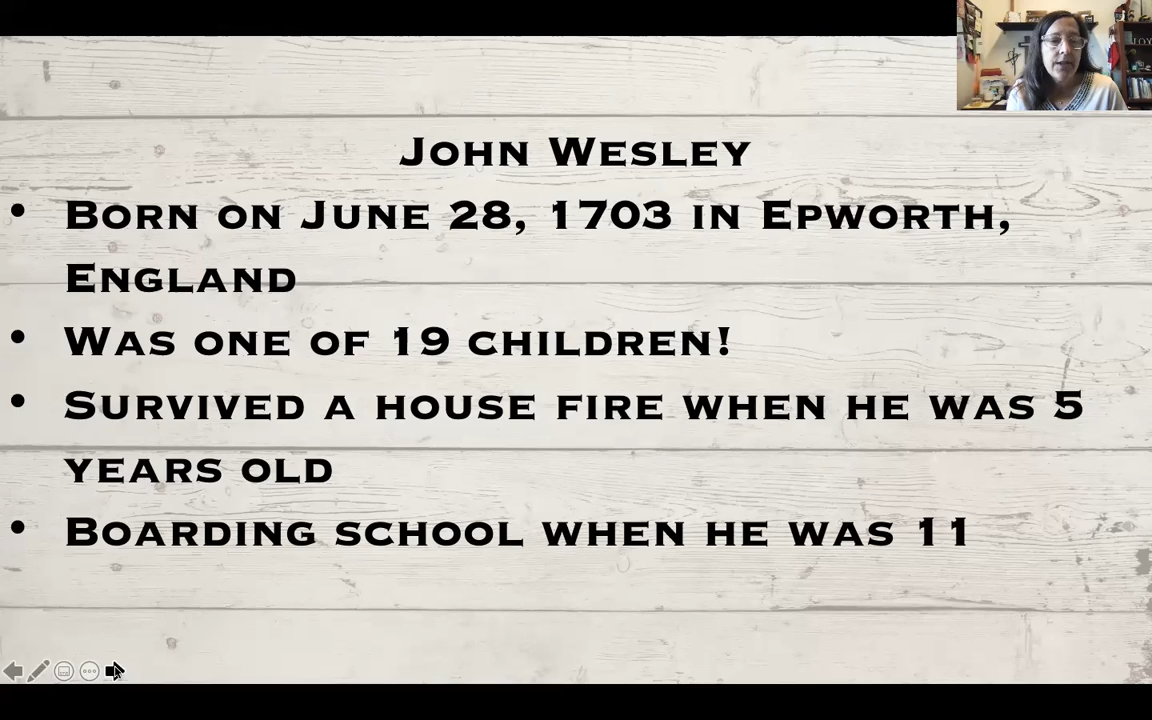 John Wesley
• Born on June 28, 1703 in Epworth,
England
• Was one of 19 children!
• Survived a house fire when he was 5
years old
• Boarding school when he was 11